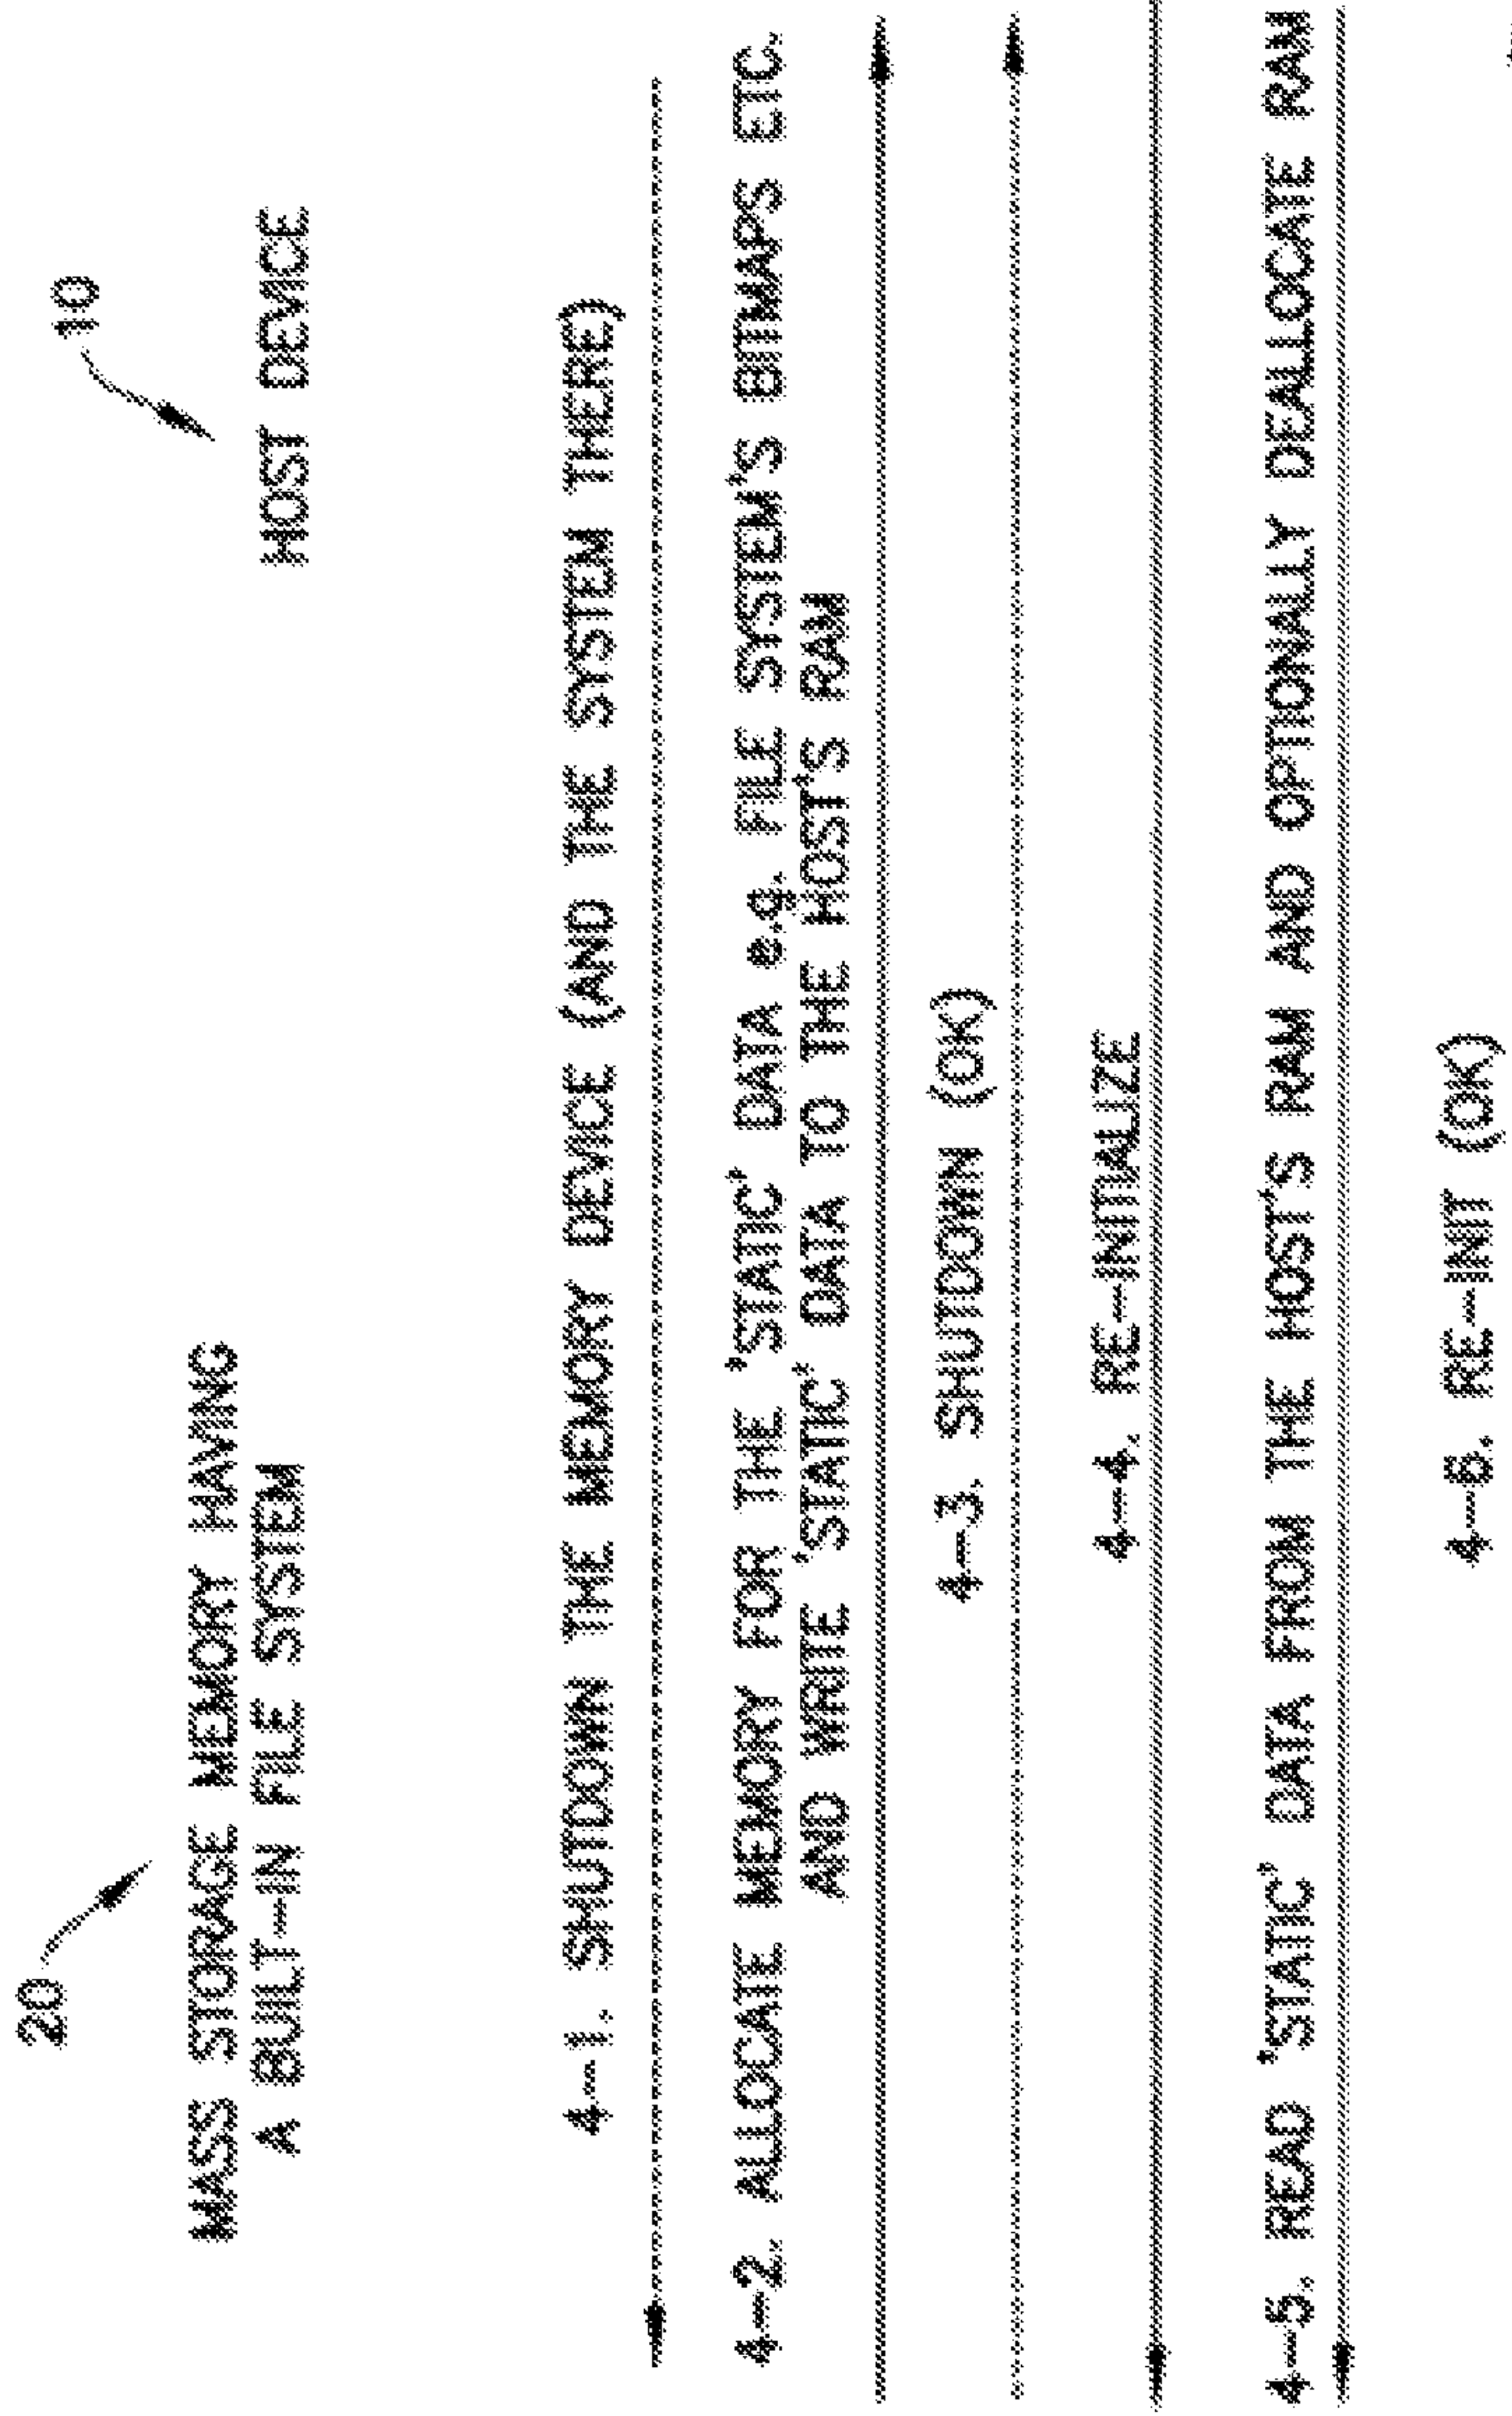 20
MASS STORAGE MEMORY HAVING
A BUILT-IN FILE SYSTEM
10
HOST DEVICE
4-1. SHUTDOWN THE MEMORY DEVICE (AND THE SYSTEM THERE)
4-2. ALLOCATE MEMORY FOR THE 'STATIC' DATA e.g. FILE SYSTEM'S BITMAPS ETC.
AND WRITE 'STATIC' DATA TO THE HOST'S RAM
4-3. SHUTDOWN (OK)
4-4. RE-INITIALIZE
4-5. READ 'STATIC' DATA FROM THE HOST'S RAM AND OPTIONALLY DEALLOCATE RAM
4-6. RE-INIT (OK)